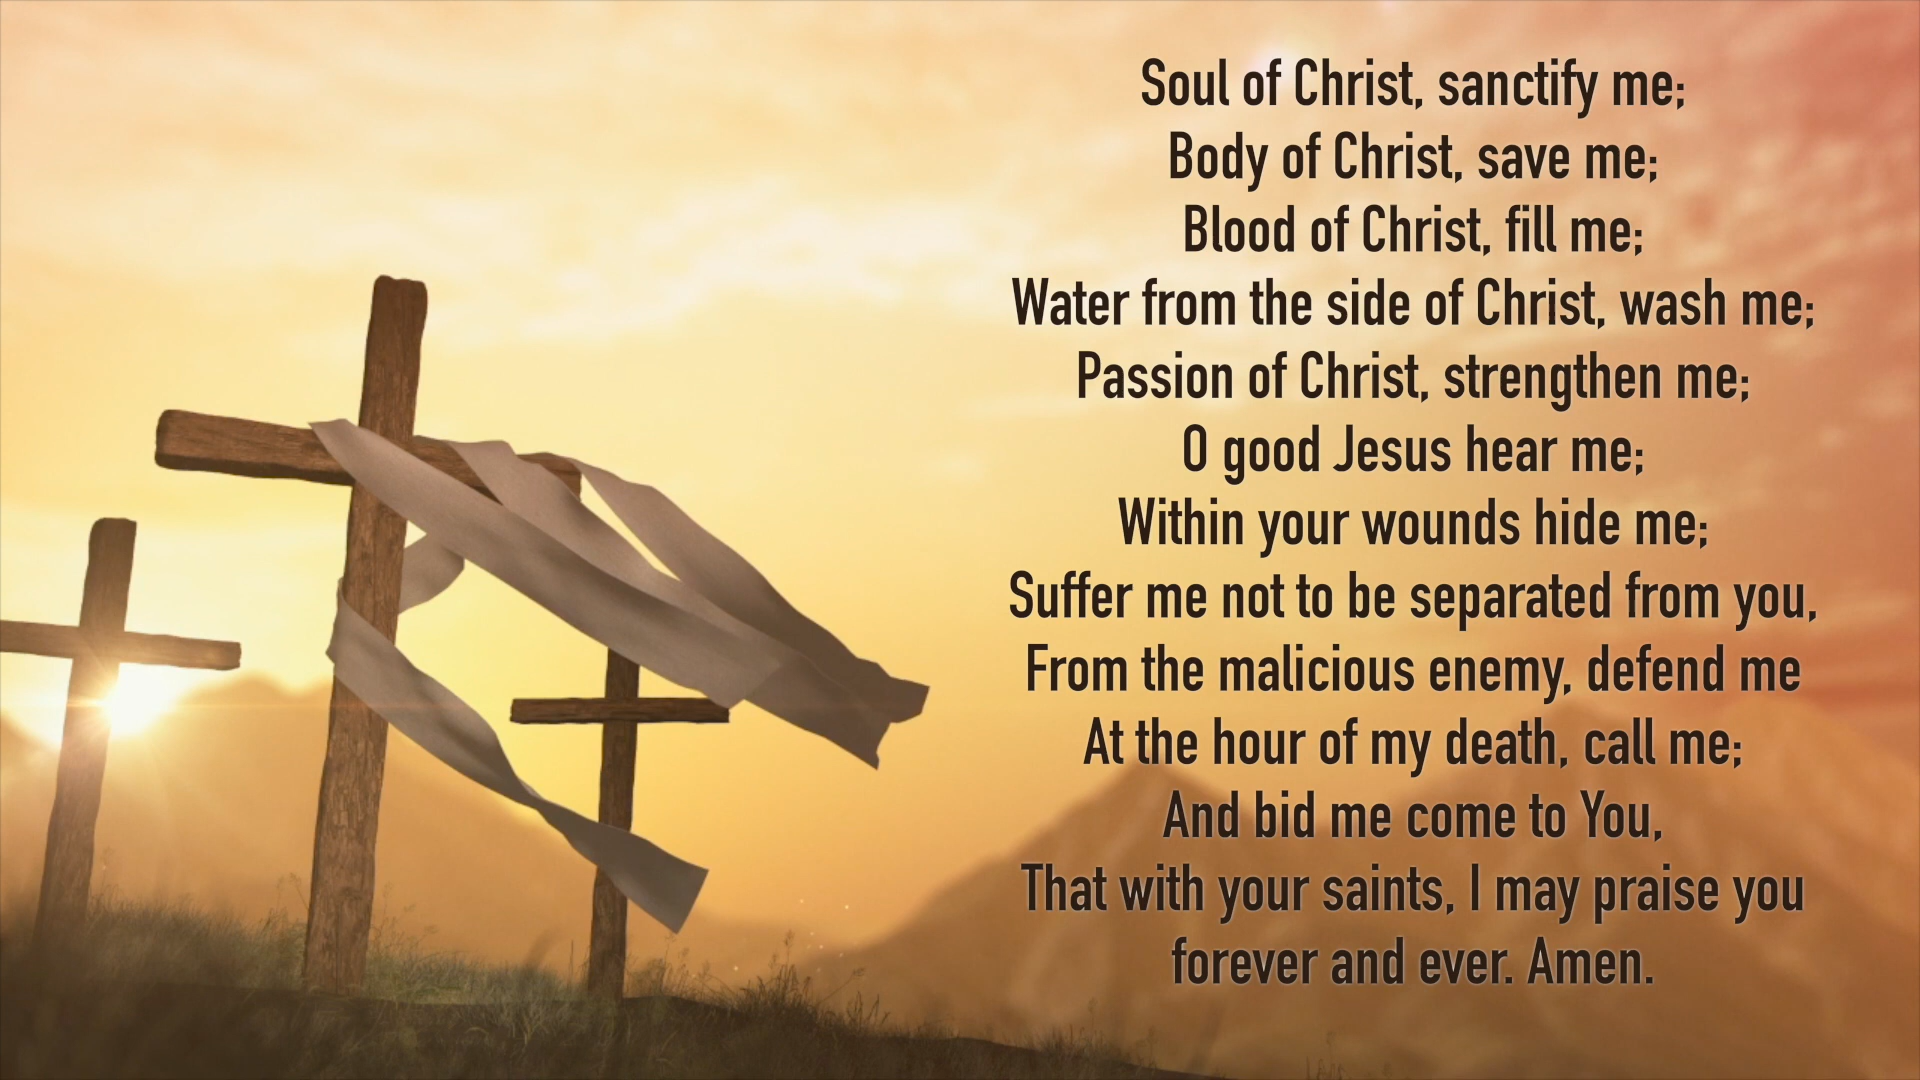 Soul of Christ, sanctify me;
Body of Christ, save me;
Blood of Christ, fill me;
Water from the side of Christ, wash me;
Passion of Christ, strengthen me;
O good Jesus hear me;
Within your wounds hide me;
Suffer me not to be separated from you,
From the malicious enemy, defend me
At the hour of my death, call me;
And bid me come to You,
That with your saints, I may praise you
forever and ever. Amen.